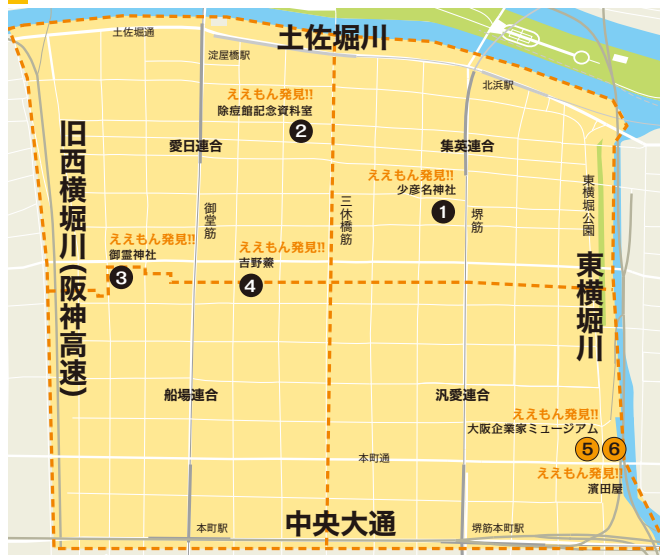 土佐堀川
土佐堀通
淀屋橋駅
北浜駅
ええもん発見!!
除痘館記念資料室
2
愛日連合
集英連合
ええもん発見!!
少彦名神社
1
旧西横堀川(阪神高速)
御堂筋
三休橋筋
堺筋
東横堀公園
東横堀川
ええもん発見!!
御霊神社
3
ええもん発見!!
吉野鯗
4
船場連合
汎愛連合
ええもん発見!!
大阪企業家ミュージアム
5 6
ええもん発見!!
濱田屋
本町通
本町駅
中央大通
堺筋本町駅